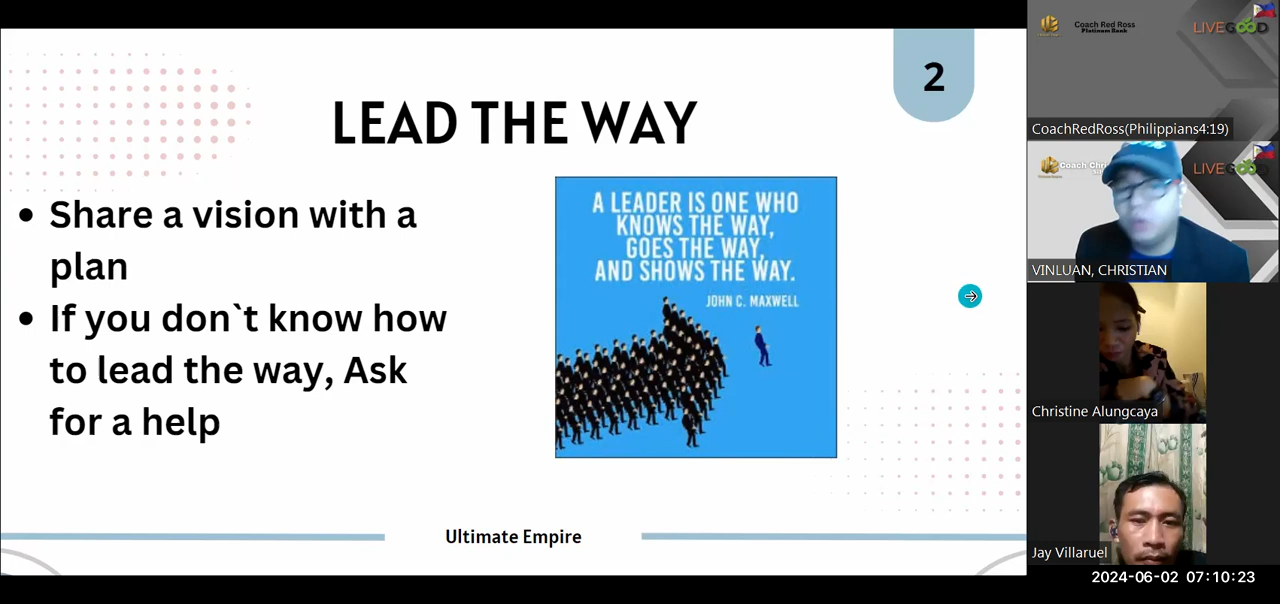 2
LEAD THE WAY
Share a vision with a
plan
If you don`t know how
to lead the way, Ask
for a help
A LEADER IS ONE WHO
KNOWS THE WAY,
GOES THE WAY,
AND SHOWS THE WAY.
JOHN C. MAXWELL
Ultimate Empire
Coach Red Ross
Platinum Rank
LIVEGOOD
CoachRedRoss(Philippians4:19)
Coach Chri
LIVEGOOD
VINLUAN, CHRISTIAN
Christine Alungcaya
Jay Villaruel
2024-06-02 07:10:23